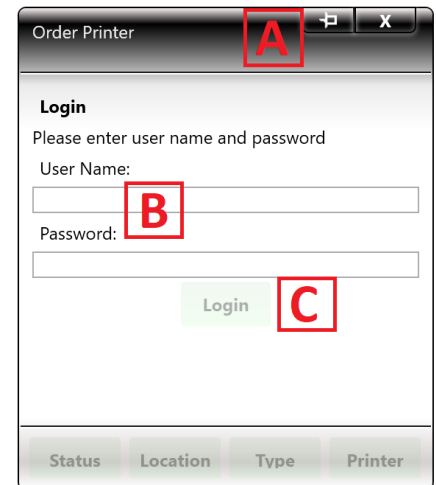 Order Printer
A
X
Login
Please enter user name and password
User Name:
B
Password:
Login
C
Status Location Type Printer